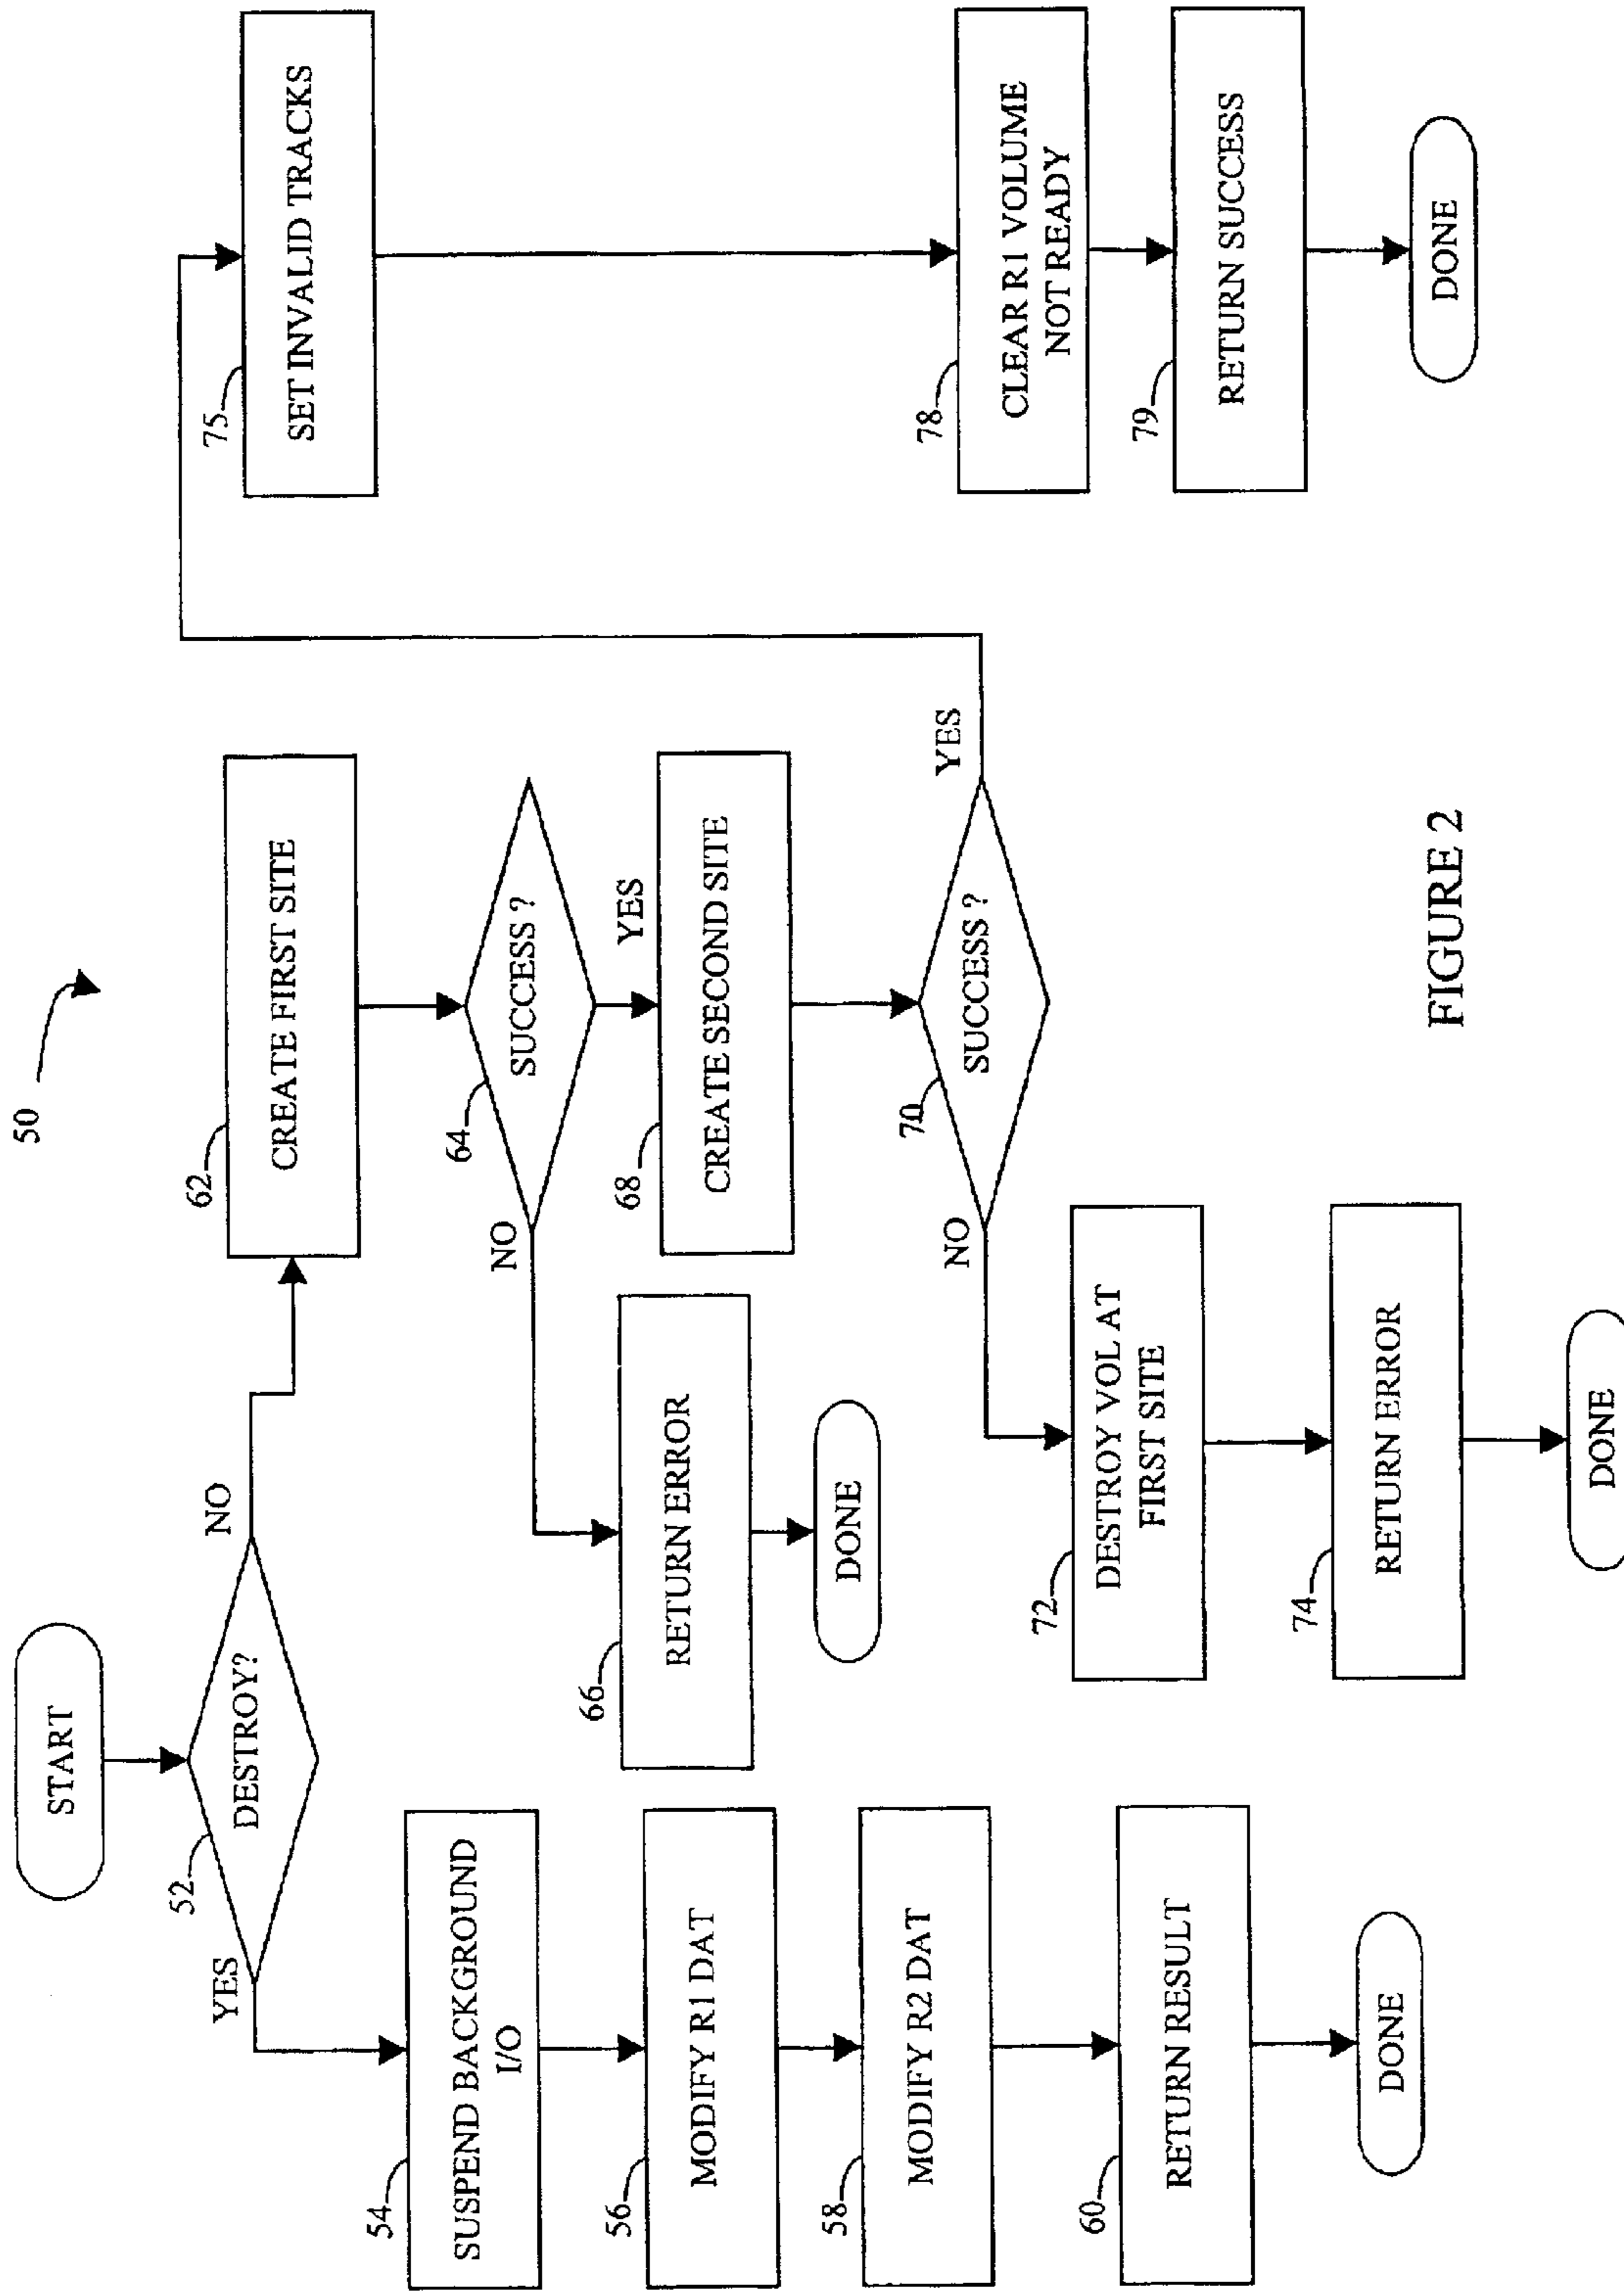 50
START
52
DESTROY?
YES
NO
54
SUSPEND BACKGROUND
I/O
56
MODIFY R1 DAT
58
MODIFY R2 DAT
60
RETURN RESULT
DONE
62
CREATE FIRST SITE
64
SUCCESS ?
NO
YES
66
RETURN ERROR
DONE
68
CREATE SECOND SITE
70
SUCCESS ?
NO
YES
72
DESTROY VOL AT
FIRST SITE
74
RETURN ERROR
DONE
75
SET INVALID TRACKS
78
CLEAR R1 VOLUME
NOT READY
79
RETURN SUCCESS
DONE
FIGURE 2